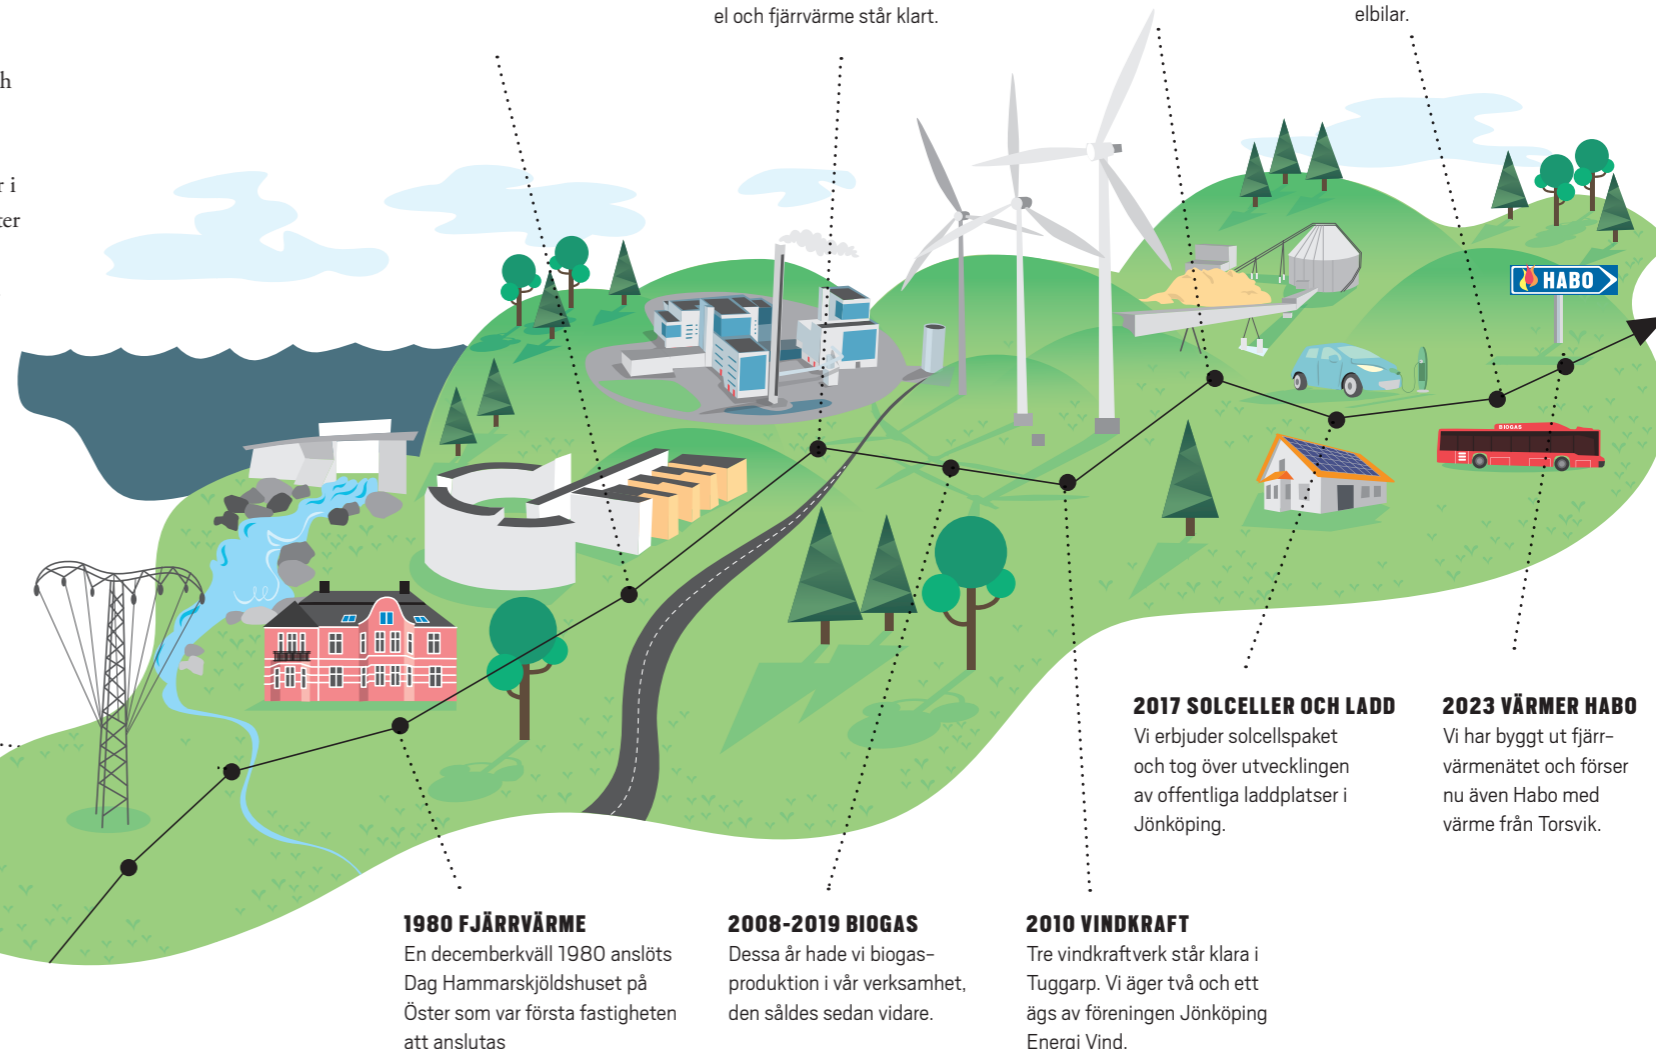 el och fjärrvärme står klart.
elbilar.
h
r i
ter
HABO
BIOGAS
2017 SOLCELLER OCH LADD
Vi erbjuder solcellspaket
och tog över utvecklingen
av offentliga laddplatser i
Jönköping.
2023 VÄRMER HABO
Vi har byggt ut fjärr-
värmenätet och förser
nu även Habo med
värme från Torsvik.
1980 FJÄRRVÄRME
En decemberkväll 1980 anslöts
Dag Hammarskjöldshuset på
Öster som var första fastigheten
att anslutas
2008-2019 BIOGAS
Dessa år hade vi biogas-
produktion i vår verksamhet,
den såldes sedan vidare.
2010 VINDKRAFT
Tre vindkraftverk står klara i
Tuggarp. Vi äger två och ett
ägs av föreningen Jönköping
Energi Vind.